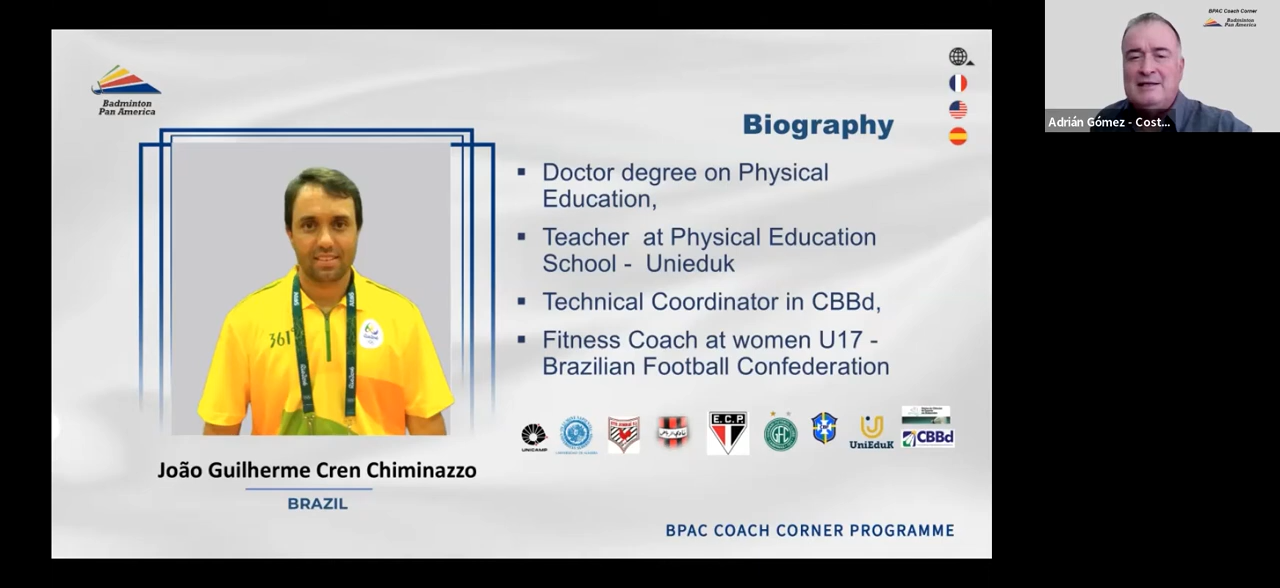 Badminton
Pan America
Biography
▪ Doctor degree on Physical
Education,
▪ Teacher at Physical Education
School - Unieduk
▪ Technical Coordinator in CBBd,
▪ Fitness Coach at women U17 -
Brazilian Football Confederation
361°
UNICAMP
E.C.P.
UniEduK
CBBd
João Guilherme Cren Chiminazzo
BRAZIL
BPAC COACH CORNER PROGRAMME
BPAC Coach Corner
Badminton
Pan America
Adrián Gómez - Cost...